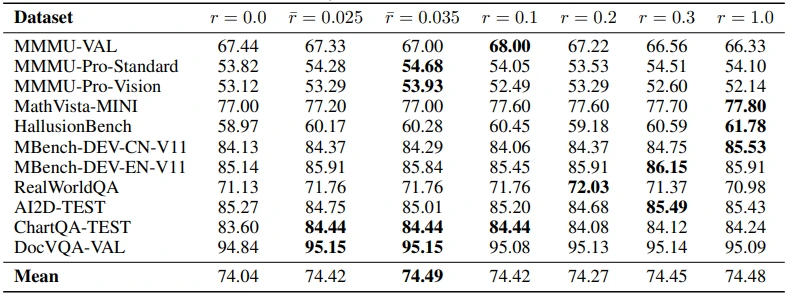 Dataset r = 0.0 r̄ = 0.025 r̄ = 0.035 r = 0.1 r = 0.2 r = 0.3 r = 1.0
MMMU-VAL 67.44 67.33 67.00 68.00 67.22 66.56 66.33
MMMU-Pro-Standard 53.82 54.28 54.68 54.05 53.53 54.51 54.10
MMMU-Pro-Vision 53.12 53.29 53.93 52.49 53.29 52.60 52.14
MathVista-MINI 77.00 77.20 77.00 77.60 77.60 77.70 77.80
HallusionBench 58.97 60.17 60.28 60.45 59.18 60.59 61.78
MBench-DEV-CN-V11 84.13 84.37 84.29 84.06 84.37 84.75 85.53
MBench-DEV-EN-V11 85.14 85.91 85.84 85.45 85.91 86.15 85.91
RealWorldQA 71.13 71.76 71.76 71.76 72.03 71.37 70.98
AI2D-TEST 85.27 84.75 85.01 85.20 84.68 85.49 85.43
ChartQA-TEST 83.60 84.44 84.44 84.44 84.08 84.12 84.24
DocVQA-VAL 94.84 95.15 95.15 95.08 95.13 95.14 95.09
Mean 74.04 74.42 74.49 74.42 74.27 74.45 74.48